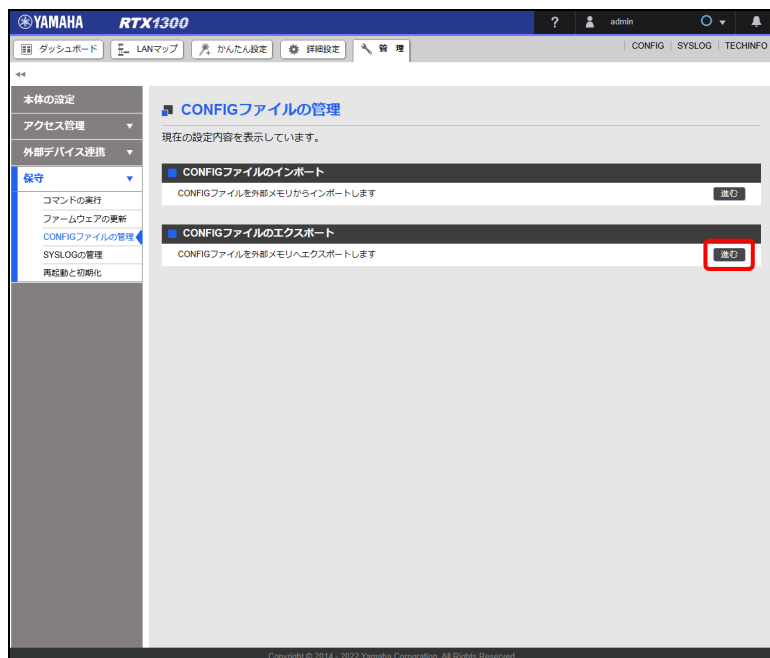 YAMAHA RTX1300 ? admin
ダッシュボード LANマップ かんたん設定 詳細設定 管 理 CONFIG SYSLOG TECHINFO
本体の設定
アクセス管理
外部デバイス連携
保守
コマンドの実行
ファームウェアの更新
CONFIGファイルの管理
SYSLOGの管理
再起動と初期化
CONFIGファイルの管理
現在の設定内容を表示しています。
CONFIGファイルのインポート
CONFIGファイルを外部メモリからインポートします 進む
CONFIGファイルのエクスポート
CONFIGファイルを外部メモリへエクスポートします 進む
Copyright © 2014 - 2022 Yamaha Corporation. All Rights Reserved.